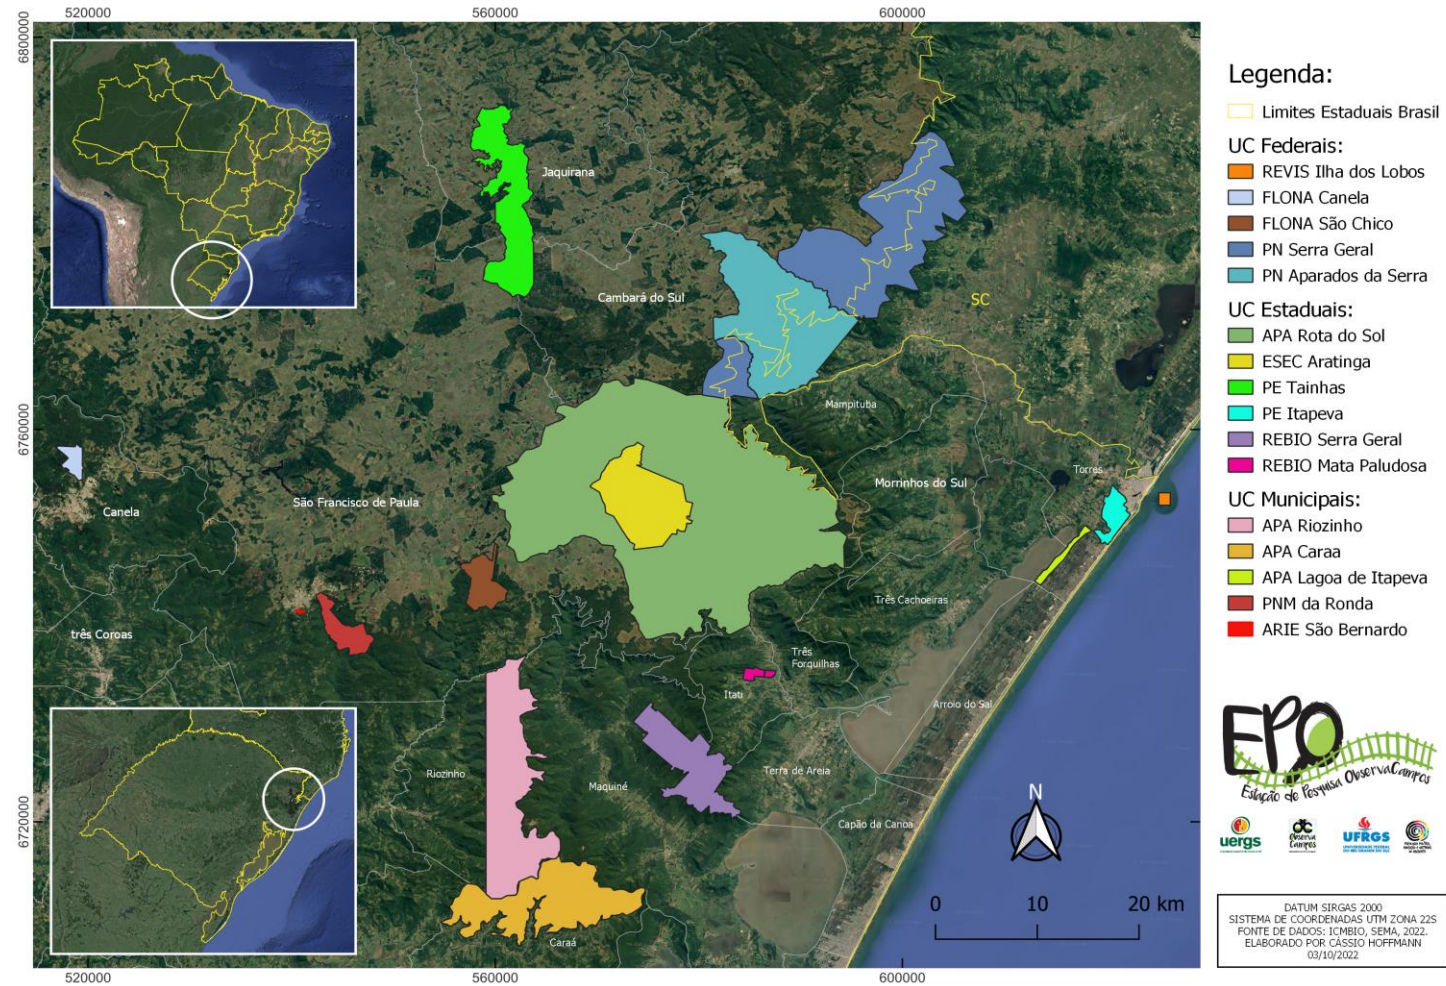 520000
560000
600000
6800000
6760000
6720000
Jaquirana
Cambará do Sul
SC
Mampituba
Torres
Morrinhos do Sul
São Francisco de Paula
Canela
Três Cachoeiras
três Coroas
Três
Forquilhas
Itati
Arroio do Sal
Riozinho
Maquiné
Terra de Areia
Capão da Canoa
Caraá
N
0 10 20 km
520000
560000
600000
Legenda:
Limites Estaduais Brasil
UC Federais:
REVIS Ilha dos Lobos
FLONA Canela
FLONA São Chico
PN Serra Geral
PN Aparados da Serra
UC Estaduais:
APA Rota do Sol
ESEC Aratinga
PE Tainhas
PE Itapeva
REBIO Serra Geral
REBIO Mata Paludosa
UC Municipais:
APA Riozinho
APA Caraa
APA Lagoa de Itapeva
PNM da Ronda
ARIE São Bernardo
EPO
Estação de Pesquisa ObservaCampos
uergs
Observa
Campos
UFRGS
DATUM SIRGAS 2000
SISTEMA DE COORDENADAS UTM ZONA 22S
FONTE DE DADOS: ICMBIO, SEMA, 2022.
ELABORADO POR CÁSSIO HOFFMANN
03/10/2022